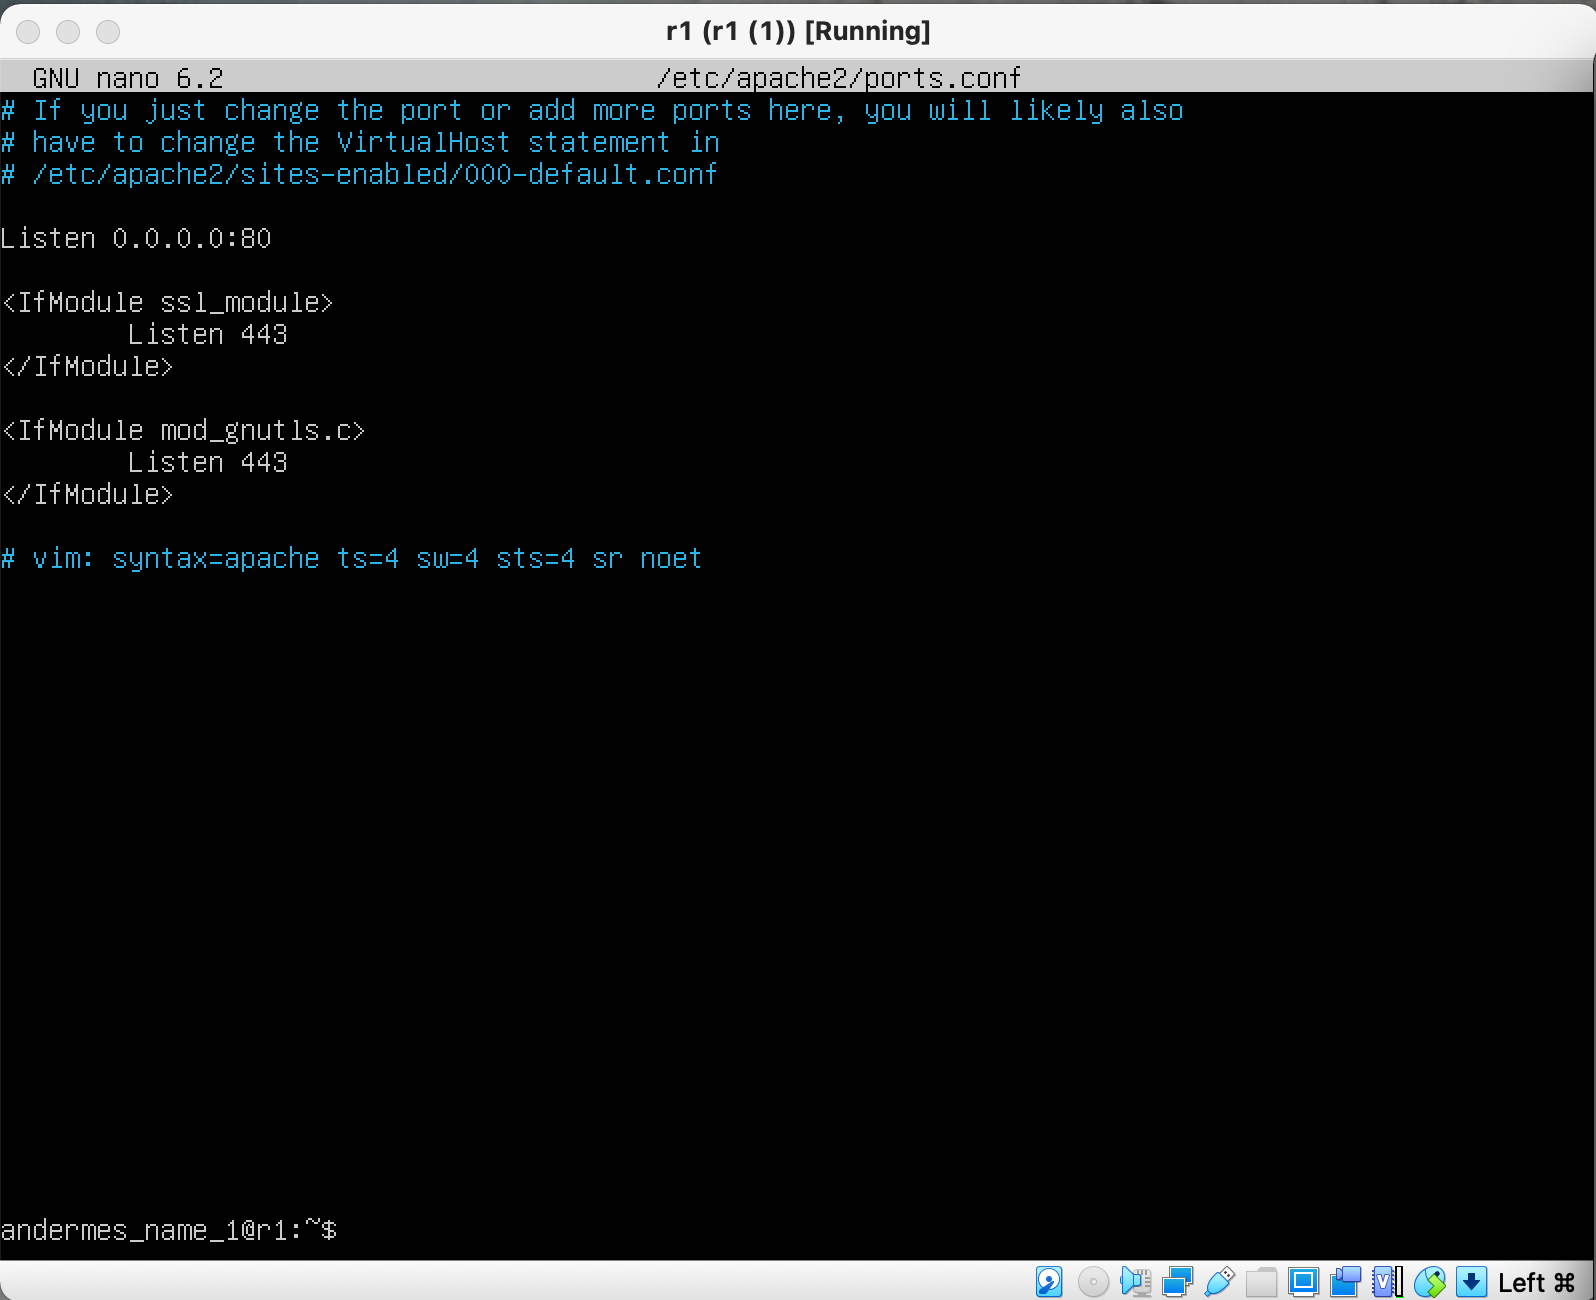 r1 (r1 (1)) [Running]
GNU nano 6.2 /etc/apache2/ports.conf
# If you just change the port or add more ports here, you will likely also
# have to change the VirtualHost statement in
# /etc/apache2/sites-enabled/000-default.conf
Listen 0.0.0.0:80
<IfModule ssl_module>
Listen 443
</IfModule>
<IfModule mod_gnutls.c>
Listen 443
</IfModule>
# vim: syntax=apache ts=4 sw=4 sts=4 sr noet
andermes_name_1@r1:~$
Left ⌘